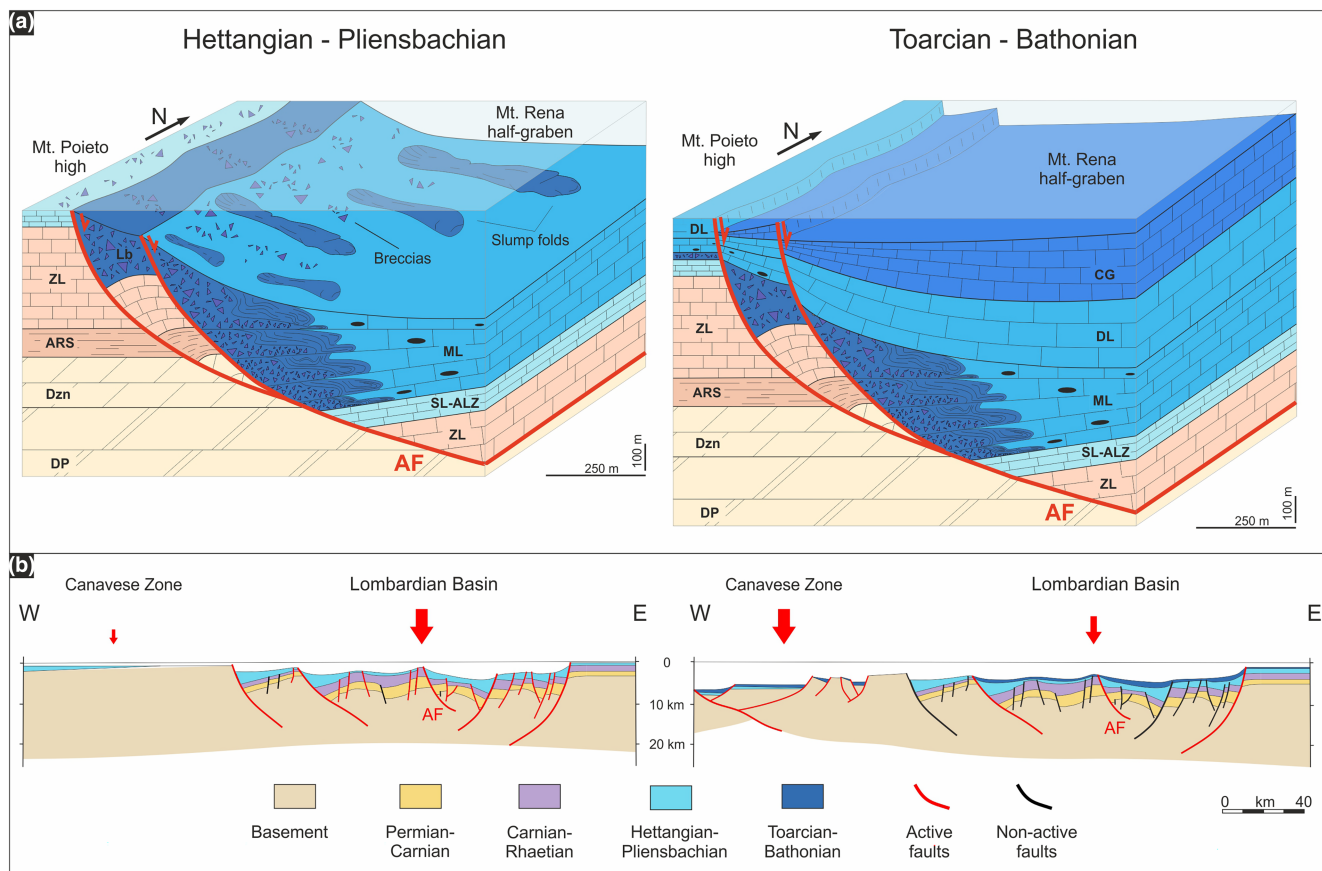 (a)
Hettangian - Pliensbachian
Toarcian - Bathonian
N
Mt. Poieto
high
Mt. Rena
half-graben
Slump folds
Breccias
Lb
ZL
ARS
Dzn
DP
ML
SL-ALZ
ZL
AF
250 m
100 m
N
Mt. Poieto
high
Mt. Rena
half-graben
DL
CG
DL
ZL
ARS
Dzn
DP
ML
SL-ALZ
ZL
AF
250 m
100 m
(b)
Canavese Zone
Lombardian Basin
W
E
AF
0
10 km
20 km
Canavese Zone
Lombardian Basin
W
E
AF
Basement
Permian-
Carnian
Carnian-
Rhaetian
Hettangian-
Pliensbachian
Toarcian-
Bathonian
Active
faults
Non-active
faults
0 km 40